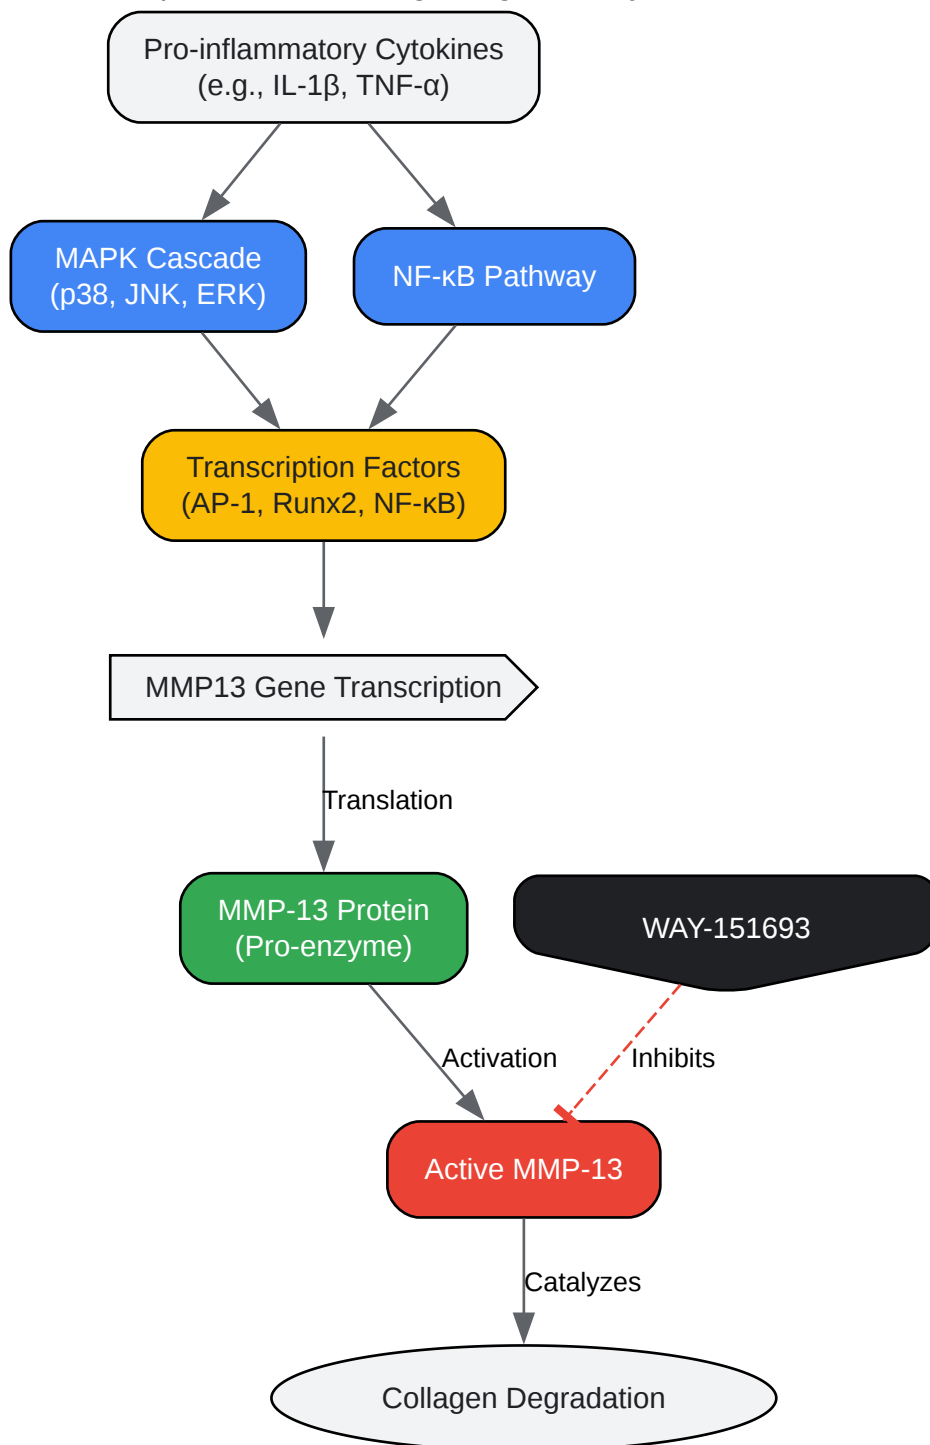 Pro-inflammatory Cytokines
(e.g., IL-1β, TNF-α)
MAPK Cascade
(p38, JNK, ERK)
NF-κB Pathway
Transcription Factors
(AP-1, Runx2, NF-κB)
MMP13 Gene Transcription
Translation
MMP-13 Protein
(Pro-enzyme)
WAY-151693
Activation
Inhibits
Active MMP-13
Catalyzes
Collagen Degradation